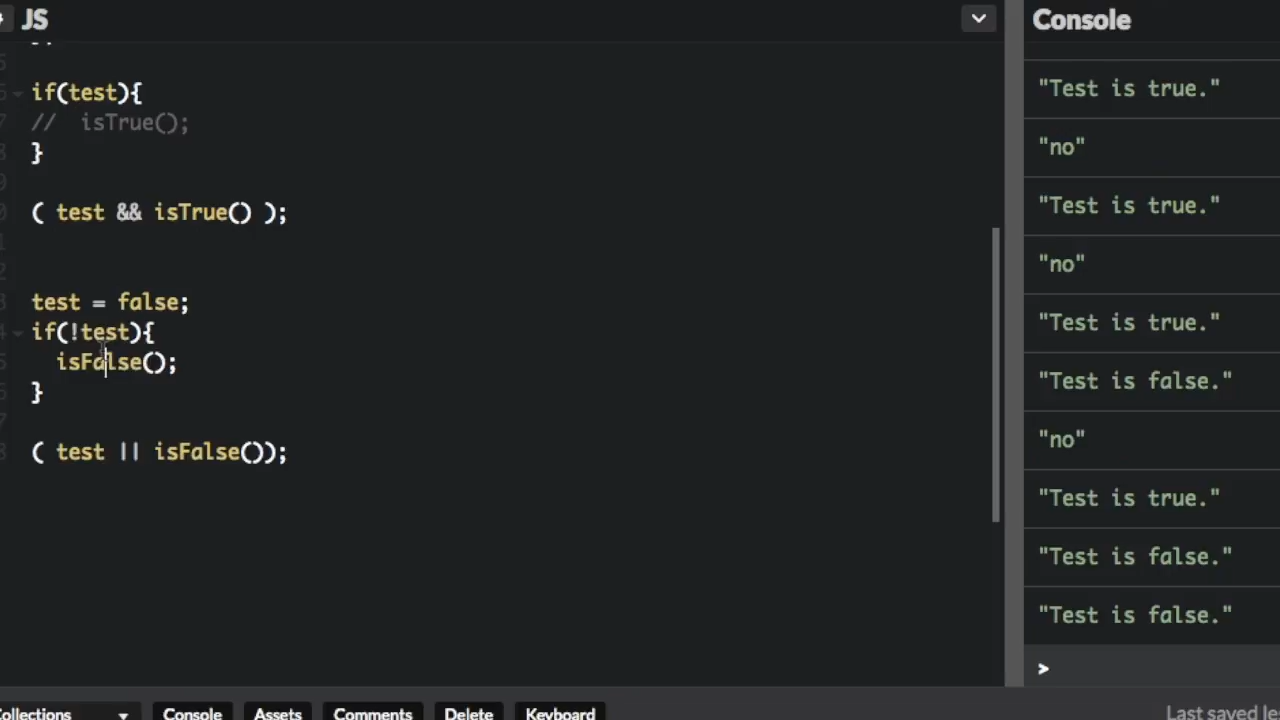 JS
};
if(test){
//  isTrue();
}
( test && isTrue() );
test = false;
if(!test){
  isFalse();
}
( test || isFalse());
Console
"Test is true."
"no"
"Test is true."
"no"
"Test is true."
"Test is false."
"no"
"Test is true."
"Test is false."
"Test is false."
>
Collections Console Assets Comments Delete Keyboard
Last saved